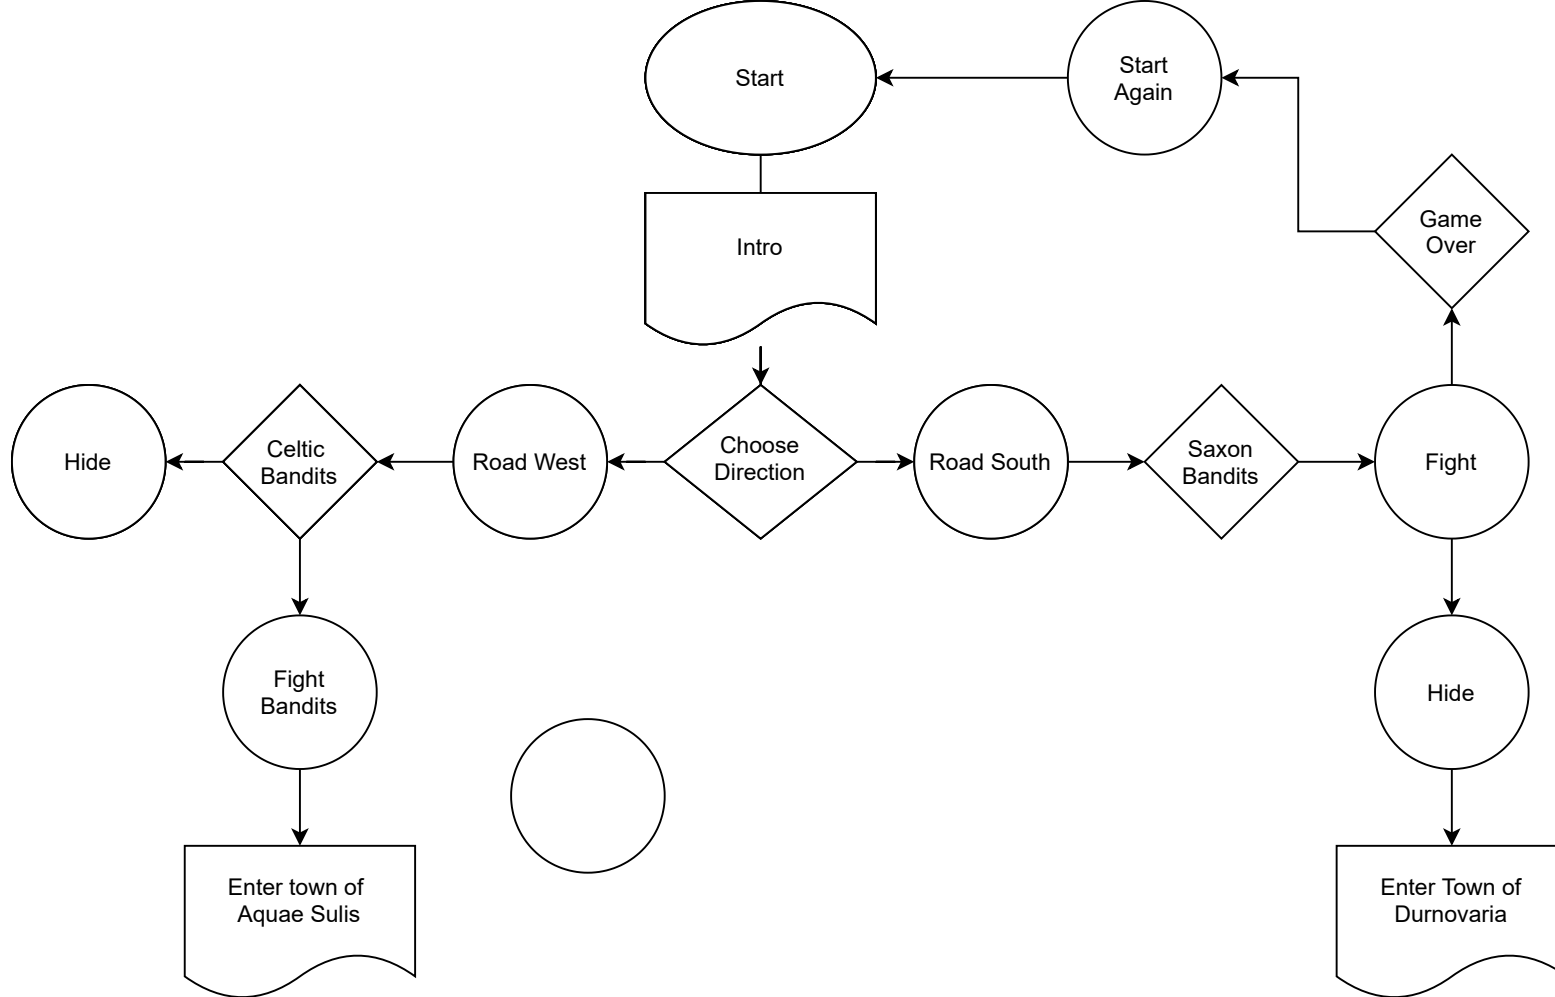 Start
Start
Again
Game
Over
Intro
Hide
Celtic
Bandits
Road West
Choose
Direction
Road South
Saxon
Bandits
Fight
Fight
Bandits
Hide
Enter town of
Aquae Sulis
Enter Town of
Durnovaria